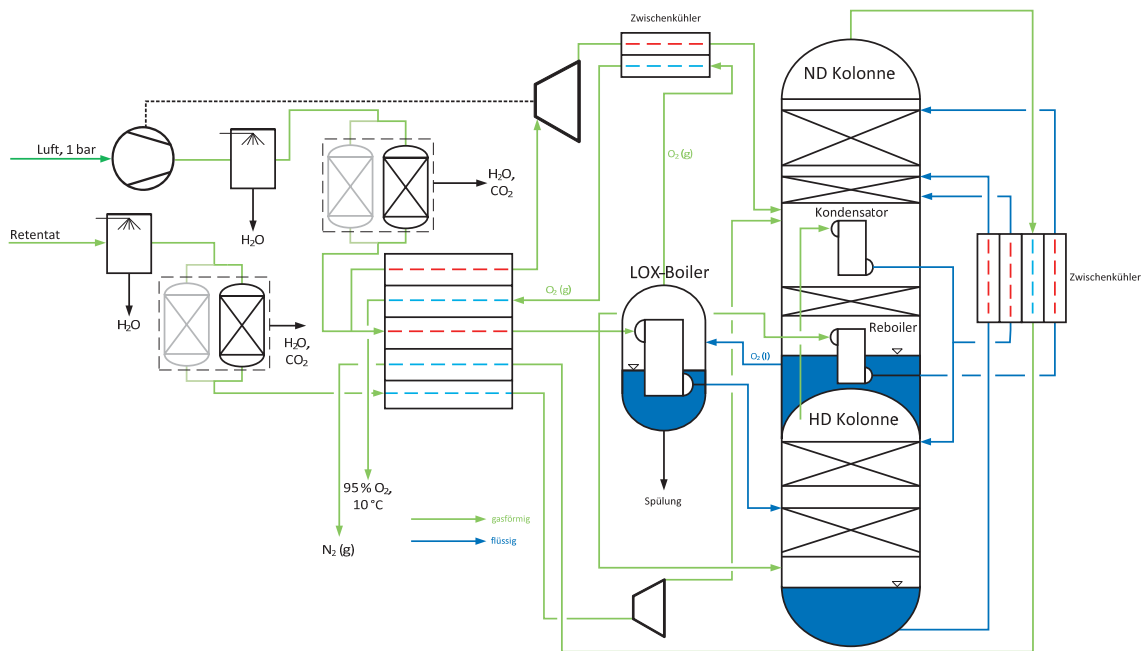 Zwischenkühler
ND Kolonne
Luft, 1 bar
O₂ (g)
H₂O,
CO₂
Kondensator
Retentat
H₂O
LOX-Boiler
Zwischenkühler
O₂ (g)
H₂O
H₂O,
CO₂
Reboiler
O₂ (l)
HD Kolonne
95 % O₂,
10 °C
Spülung
gasförmig
flüssig
N₂ (g)